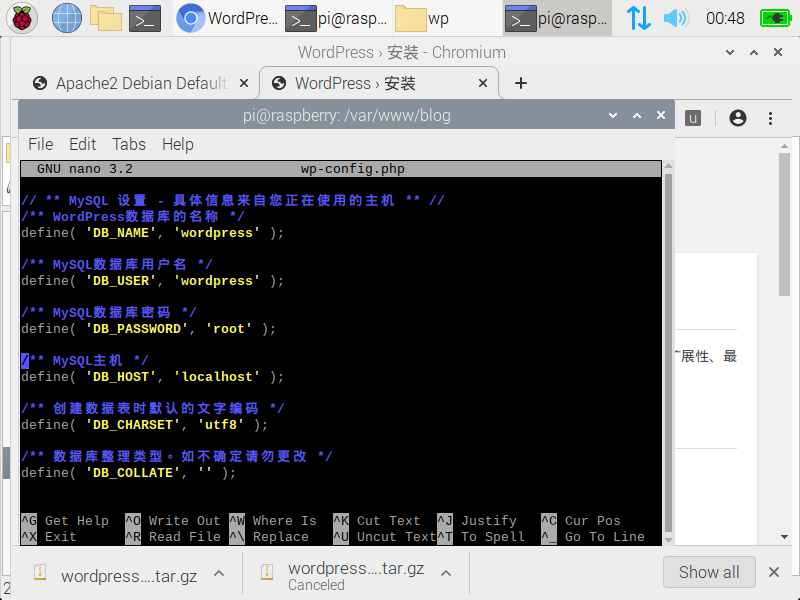 WordPre...
pi@rasp...
wp
pi@rasp...
00:48
WordPress › 安装 - Chromium
Apache2 Debian Default
WordPress › 安装
pi@raspberry: /var/www/blog
File Edit Tabs Help
GNU nano 3.2 wp-config.php
// ** MySQL 设置 - 具体信息来自您正在使用的主机 ** //
/** WordPress数据库的名称 */
define( 'DB_NAME', 'wordpress' );
/** MySQL数据库用户名 */
define( 'DB_USER', 'wordpress' );
/** MySQL数据库密码 */
define( 'DB_PASSWORD', 'root' );
/** MySQL主机 */
define( 'DB_HOST', 'localhost' );
/** 创建数据表时默认的文字编码 */
define( 'DB_CHARSET', 'utf8' );
/** 数据库整理类型。如不确定请勿更改 */
define( 'DB_COLLATE', '' );
展性、最
^G Get Help ^O Write Out ^W Where Is ^K Cut Text ^J Justify ^C Cur Pos
^X Exit ^R Read File ^\ Replace ^U Uncut Text ^T To Spell ^_ Go To Line
wordpress....tar.gz
wordpress....tar.gz
Canceled
Show all